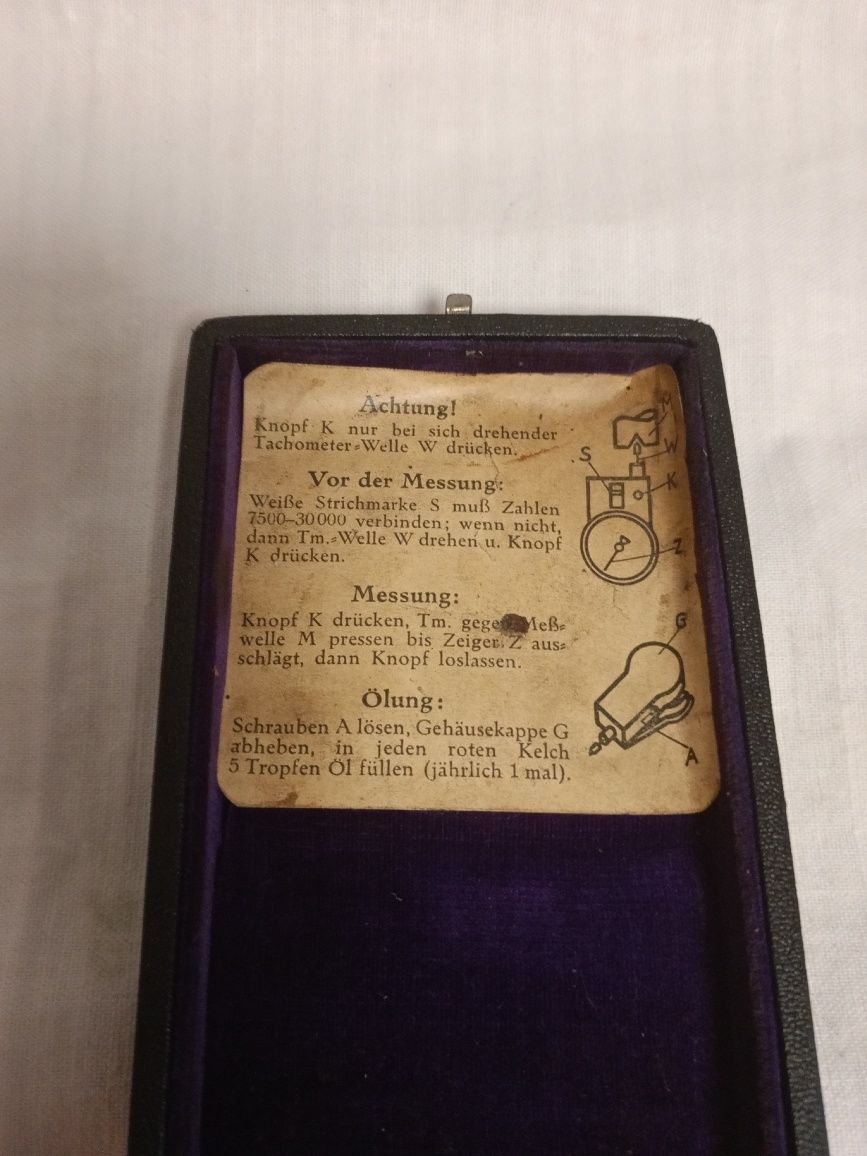 Achtung!
Knopf K nur bei sich drehender
Tachometer=Welle W drücken.
Vor der Messung:
Weiße Strichmarke S muß Zahlen
7500–30000 verbinden; wenn nicht,
dann Tm.=Welle W drehen u. Knopf
K drücken.
Messung:
Knopf K drücken, Tm. gegen Meß=
welle M pressen bis Zeiger Z aus=
schlägt, dann Knopf loslassen.
Ölung:
Schrauben A lösen, Gehäusekappe G
abheben, in jeden roten Kelch
5 Tropfen Öl füllen (jährlich 1 mal).
M
W
S
K
Z
G
A